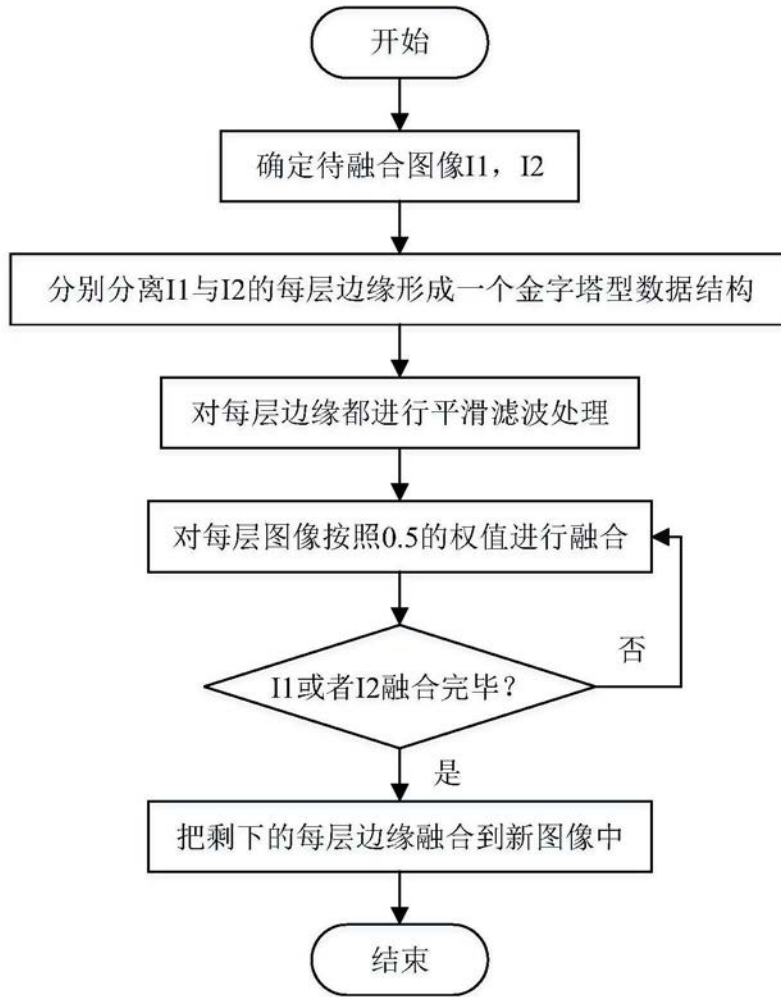 开始
确定待融合图像I1，I2
分别分离I1与I2的每层边缘形成一个金字塔型数据结构
对每层边缘都进行平滑滤波处理
对每层图像按照0.5的权值进行融合
否
I1或者I2融合完毕？
是
把剩下的每层边缘融合到新图像中
结束